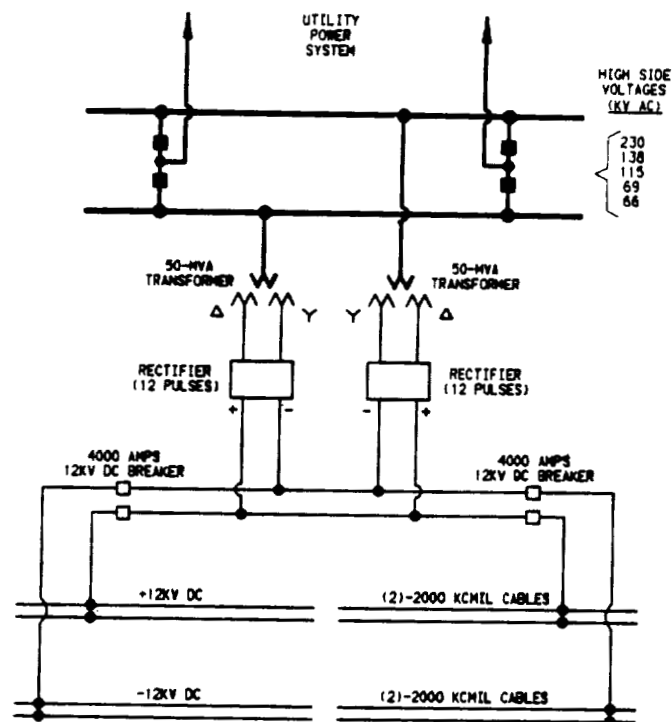 UTILITY
POWER
SYSTEM
HIGH SIDE
VOLTAGES
(KV AC)
230
138
115
69
66
50-MVA
TRANSFORMER
50-MVA
TRANSFORMER
Δ
Y
Y
Δ
RECTIFIER
(12 PULSES)
RECTIFIER
(12 PULSES)
+
-
-
+
4000 AMPS
12KV DC BREAKER
4000 AMPS
12KV DC BREAKER
+12KV DC
(2)-2000 KCMIL CABLES
-12KV DC
(2)-2000 KCMIL CABLES